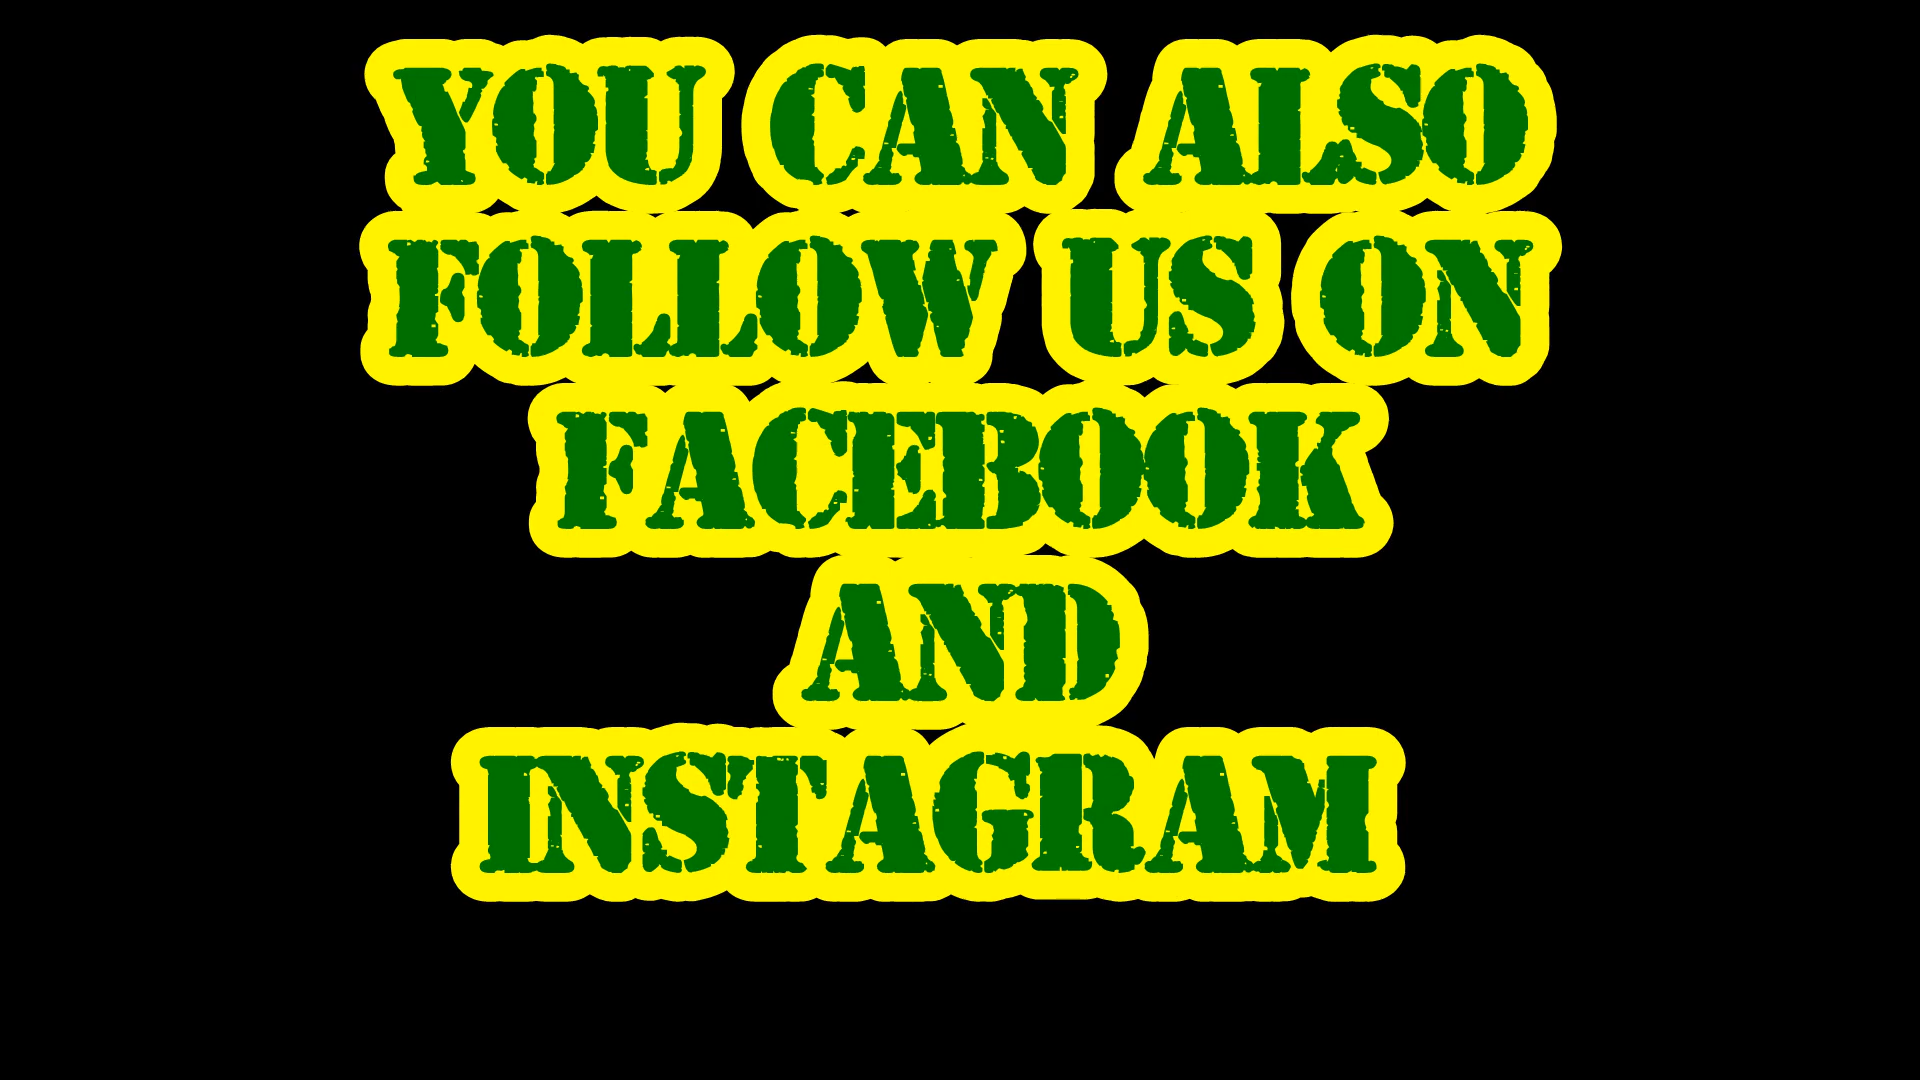 YOU CAN ALSO
FOLLOW US ON
FACEBOOK
AND
INSTAGRAM